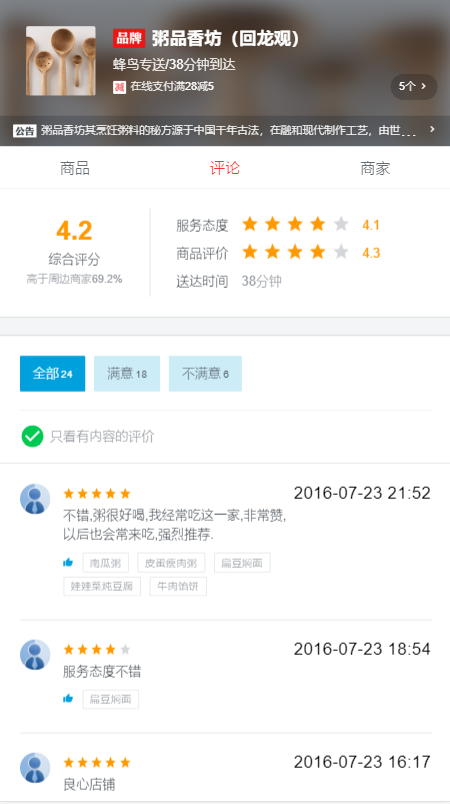 品牌 粥品香坊（回龙观）
蜂鸟专送/38分钟到达
减 在线支付满28减5
5个 >
公告 粥品香坊其烹饪粥料的秘方源于中国千年古法，在融和现代制作工艺，由世... >
商品 评论 商家
4.2
综合评分
高于周边商家69.2%
服务态度 4.1
商品评价 4.3
送达时间 38分钟
全部 24 满意 18 不满意 6
只看有内容的评价
2016-07-23 21:52
不错,粥很好喝,我经常吃这一家,非常赞,
以后也会常来吃,强烈推荐.
南瓜粥 皮蛋瘦肉粥 扁豆焖面
娃娃菜炖豆腐 牛肉馅饼
2016-07-23 18:54
服务态度不错
扁豆焖面
2016-07-23 16:17
良心店铺